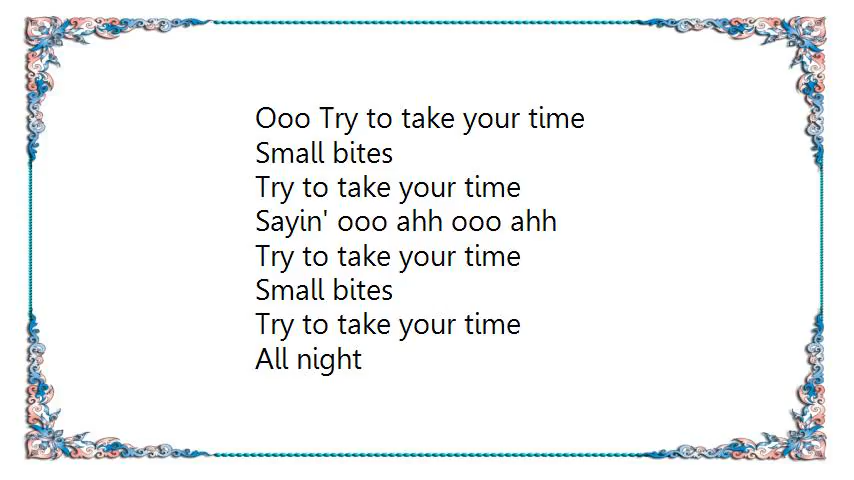 Ooo Try to take your time
Small bites
Try to take your time
Sayin' ooo ahh ooo ahh
Try to take your time
Small bites
Try to take your time
All night